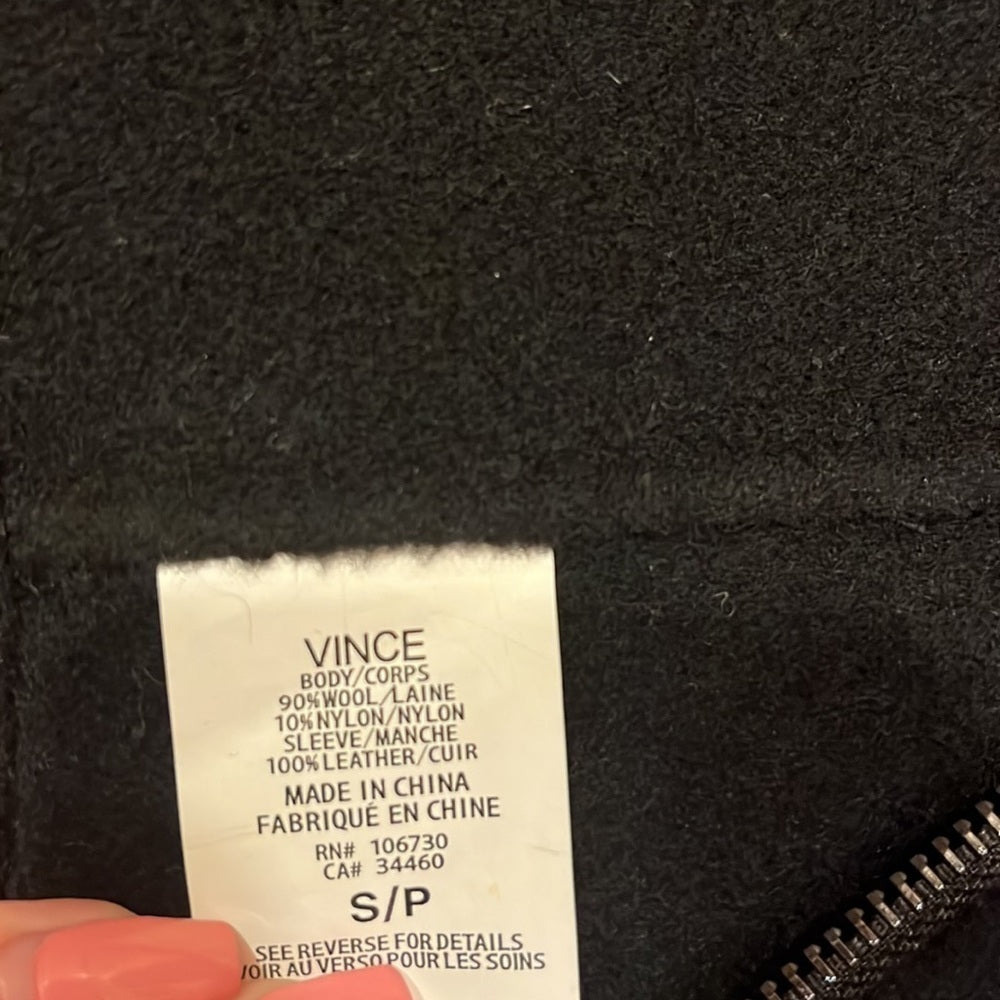 VINCE
BODY/CORPS
90%WOOL/LAINE
10%NYLON/NYLON
SLEEVE/MANCHE
100%LEATHER/CUIR
MADE IN CHINA
FABRIQUÉ EN CHINE
RN# 106730
CA# 34460
S/P
SEE REVERSE FOR DETAILS
VOIR AU VERSO POUR LES SOINS